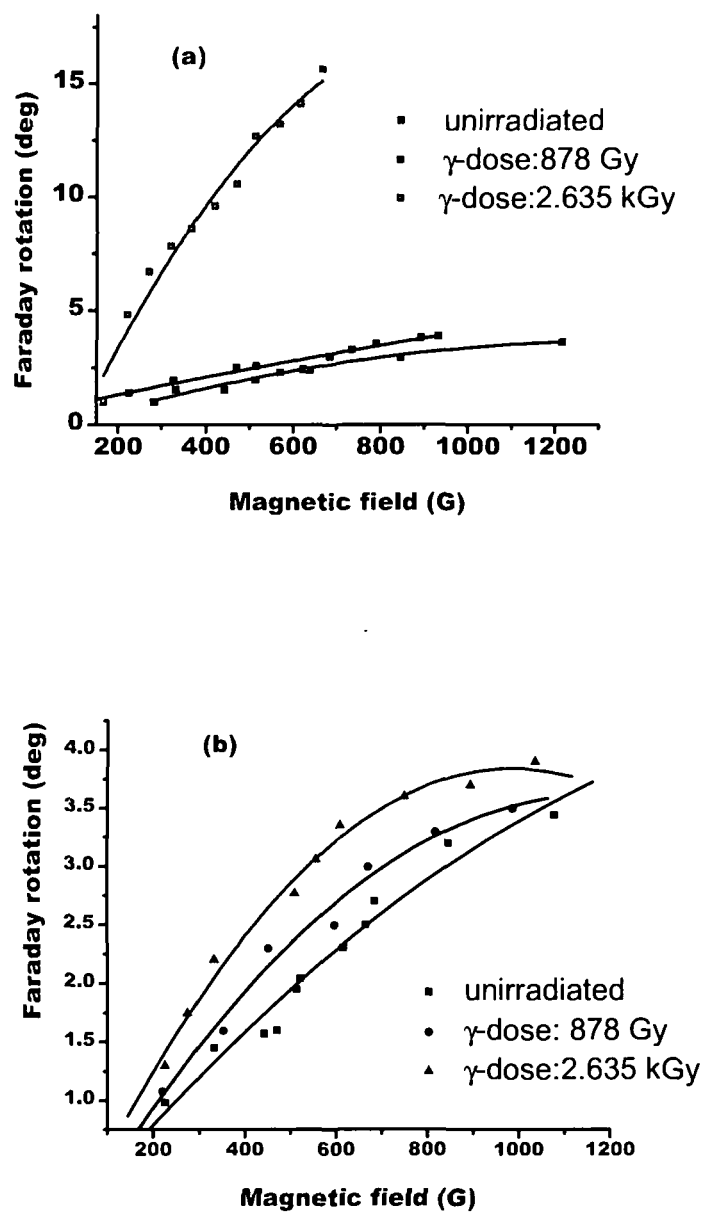 (a)
15
10
5
0
Faraday rotation (deg)
unirradiated
γ-dose:878 Gy
γ-dose:2.635 kGy
200 400 600 800 1000 1200
Magnetic field (G)
(b)
4.0
3.5
3.0
2.5
2.0
1.5
1.0
Faraday rotation (deg)
unirradiated
γ-dose: 878 Gy
γ-dose:2.635 kGy
200 400 600 800 1000 1200
Magnetic field (G)